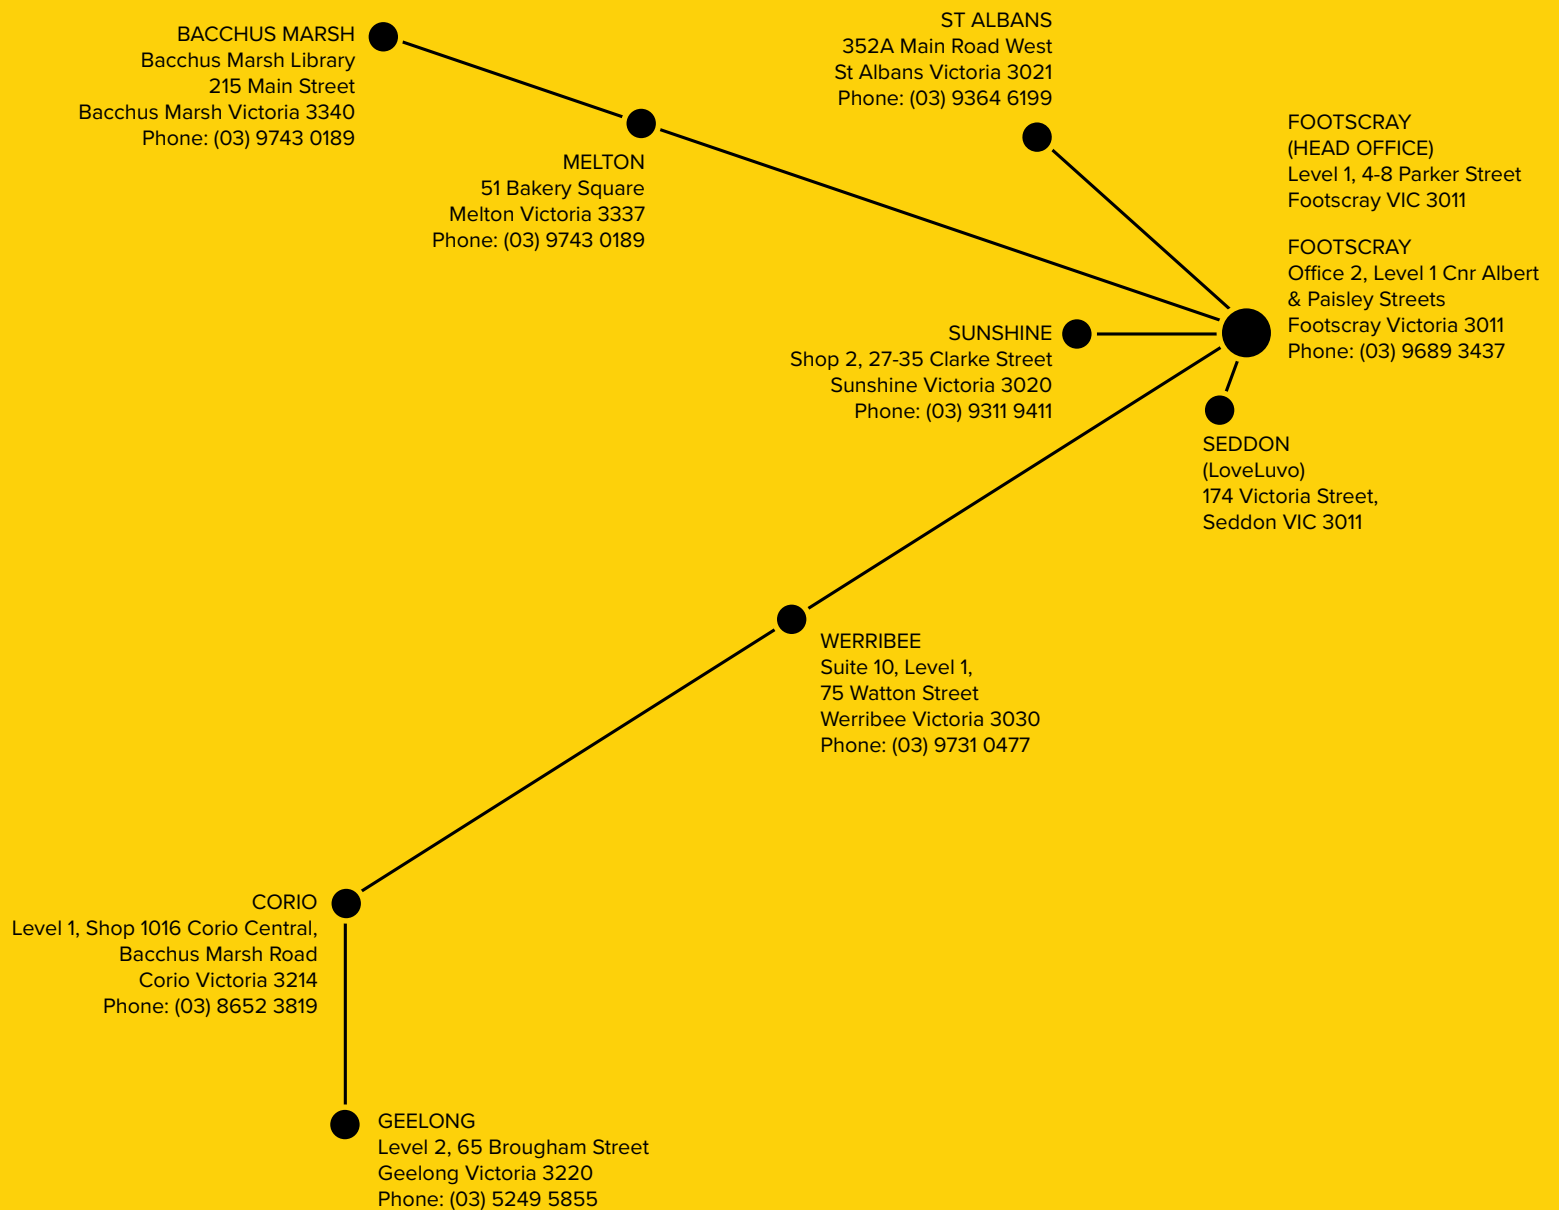 BACCHUS MARSH
Bacchus Marsh Library
215 Main Street
Bacchus Marsh Victoria 3340
Phone: (03) 9743 0189
MELTON
51 Bakery Square
Melton Victoria 3337
Phone: (03) 9743 0189
ST ALBANS
352A Main Road West
St Albans Victoria 3021
Phone: (03) 9364 6199
FOOTSCRAY
(HEAD OFFICE)
Level 1, 4-8 Parker Street
Footscray VIC 3011
FOOTSCRAY
Office 2, Level 1 Cnr Albert
& Paisley Streets
Footscray Victoria 3011
Phone: (03) 9689 3437
SUNSHINE
Shop 2, 27-35 Clarke Street
Sunshine Victoria 3020
Phone: (03) 9311 9411
SEDDON
(LoveLuvo)
174 Victoria Street,
Seddon VIC 3011
WERRIBEE
Suite 10, Level 1,
75 Watton Street
Werribee Victoria 3030
Phone: (03) 9731 0477
CORIO
Level 1, Shop 1016 Corio Central,
Bacchus Marsh Road
Corio Victoria 3214
Phone: (03) 8652 3819
GEELONG
Level 2, 65 Brougham Street
Geelong Victoria 3220
Phone: (03) 5249 5855